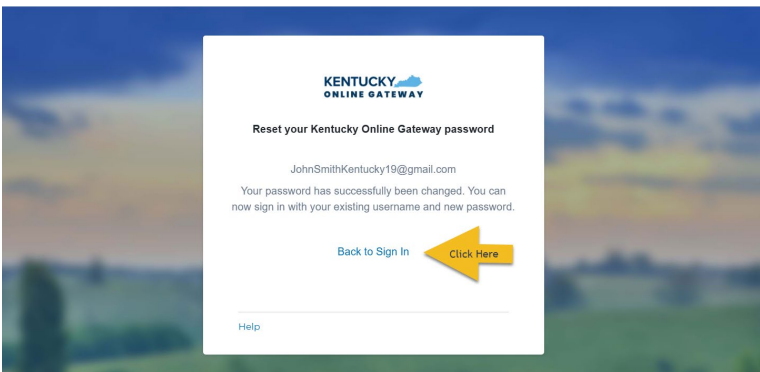 KENTUCKY
ONLINE GATEWAY
Reset your Kentucky Online Gateway password
JohnSmithKentucky19@gmail.com
Your password has successfully been changed. You can
now sign in with your existing username and new password.
Back to Sign In
Click Here
Help